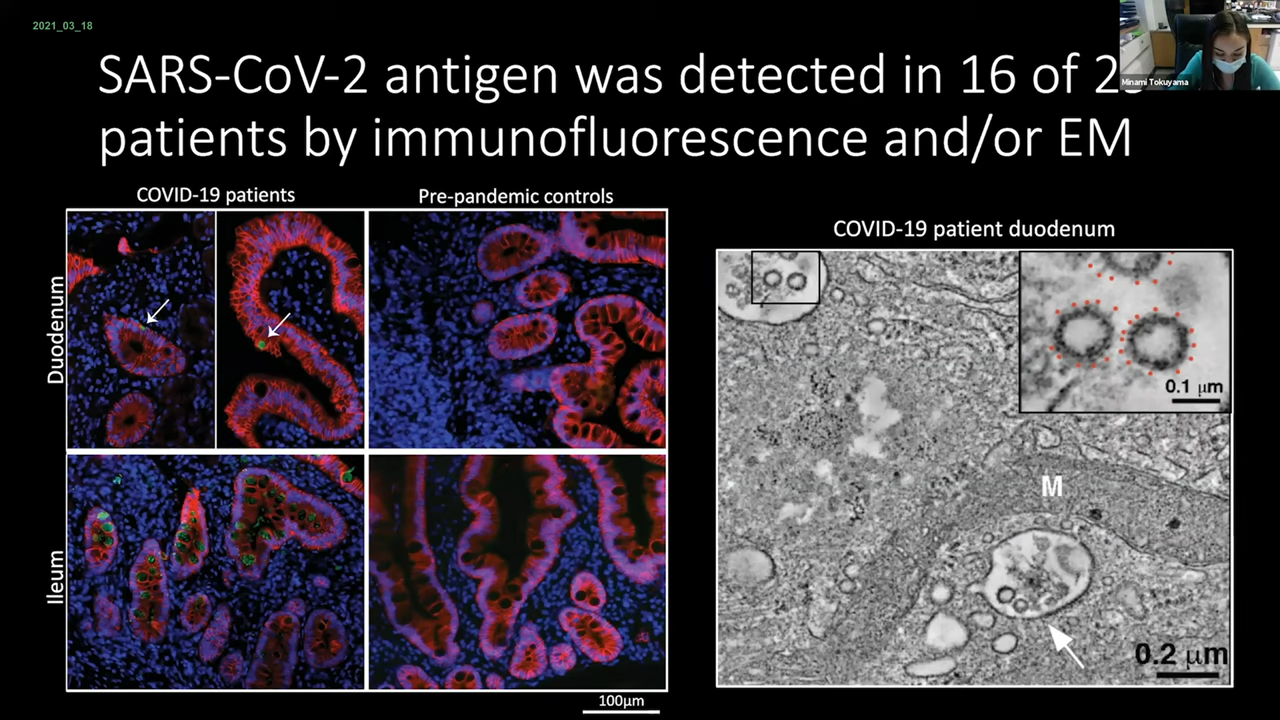 2021_03_18
SARS-CoV-2 antigen was detected in 16 of
patients by immunofluorescence and/or EM
Minami Tokuyama
COVID-19 patients
Pre-pandemic controls
COVID-19 patient duodenum
Duodenum
Ileum
0.1 μm
M
0.2 μm
100μm